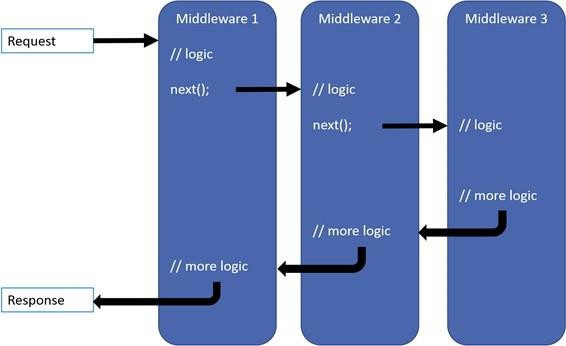 Middleware 1
Middleware 2
Middleware 3
Request
// logic
next();
// logic
next();
// logic
// more logic
// more logic
// more logic
Response